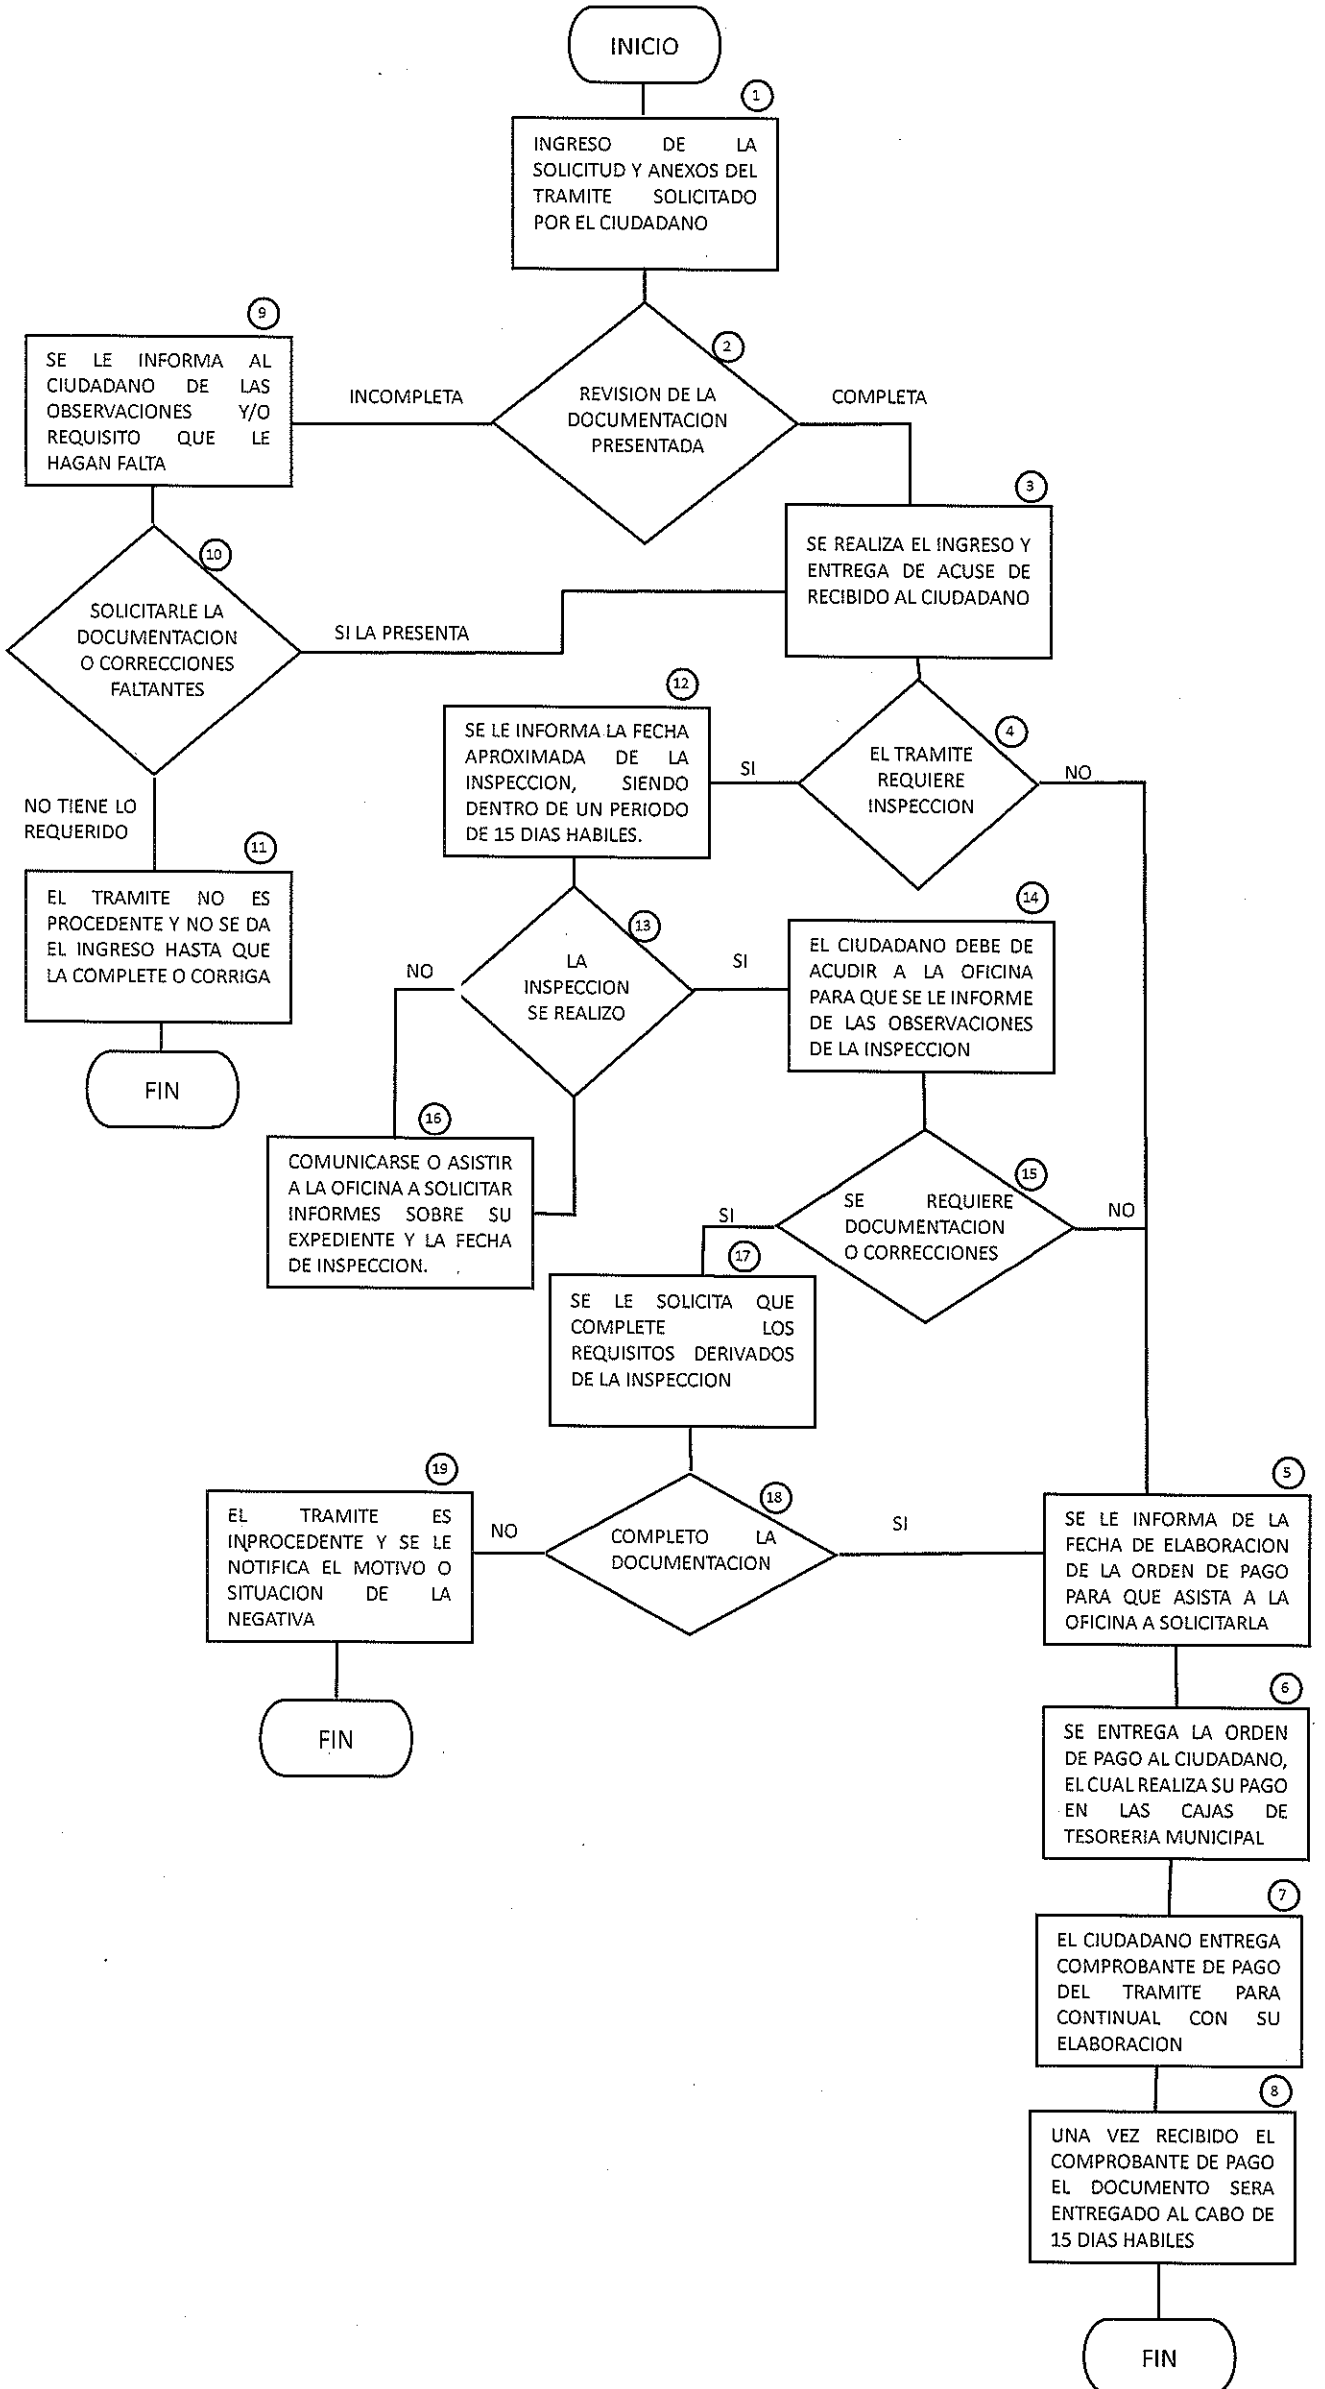 INICIO
1
INGRESO DE LA
SOLICITUD Y ANEXOS DEL
TRAMITE SOLICITADO
POR EL CIUDADANO
2
REVISION DE LA
DOCUMENTACION
PRESENTADA
INCOMPLETA
COMPLETA
9
SE LE INFORMA AL
CIUDADANO DE LAS
OBSERVACIONES Y/O
REQUISITO QUE LE
HAGAN FALTA
3
SE REALIZA EL INGRESO Y
ENTREGA DE ACUSE DE
RECIBIDO AL CIUDADANO
10
SOLICITARLE LA
DOCUMENTACION
O CORRECCIONES
FALTANTES
SI LA PRESENTA
NO TIENE LO
REQUERIDO
11
EL TRAMITE NO ES
PROCEDENTE Y NO SE DA
EL INGRESO HASTA QUE
LA COMPLETE O CORRIGA
FIN
4
EL TRAMITE
REQUIERE
INSPECCION
SI
NO
12
SE LE INFORMA LA FECHA
APROXIMADA DE LA
INSPECCION, SIENDO
DENTRO DE UN PERIODO
DE 15 DIAS HABILES.
13
LA
INSPECCION
SE REALIZO
NO
SI
14
EL CIUDADANO DEBE DE
ACUDIR A LA OFICINA
PARA QUE SE LE INFORME
DE LAS OBSERVACIONES
DE LA INSPECCION
16
COMUNICARSE O ASISTIR
A LA OFICINA A SOLICITAR
INFORMES SOBRE SU
EXPEDIENTE Y LA FECHA
DE INSPECCION.
15
SE REQUIERE
DOCUMENTACION
O CORRECCIONES
SI
NO
17
SE LE SOLICITA QUE
COMPLETE LOS
REQUISITOS DERIVADOS
DE LA INSPECCION
18
COMPLETO LA
DOCUMENTACION
NO
SI
19
EL TRAMITE ES
INPROCEDENTE Y SE LE
NOTIFICA EL MOTIVO O
SITUACION DE LA
NEGATIVA
FIN
5
SE LE INFORMA DE LA
FECHA DE ELABORACION
DE LA ORDEN DE PAGO
PARA QUE ASISTA A LA
OFICINA A SOLICITARLA
6
SE ENTREGA LA ORDEN
DE PAGO AL CIUDADANO,
EL CUAL REALIZA SU PAGO
EN LAS CAJAS DE
TESORERIA MUNICIPAL
7
EL CIUDADANO ENTREGA
COMPROBANTE DE PAGO
DEL TRAMITE PARA
CONTINUAL CON SU
ELABORACION
8
UNA VEZ RECIBIDO EL
COMPROBANTE DE PAGO
EL DOCUMENTO SERA
ENTREGADO AL CABO DE
15 DIAS HABILES
FIN